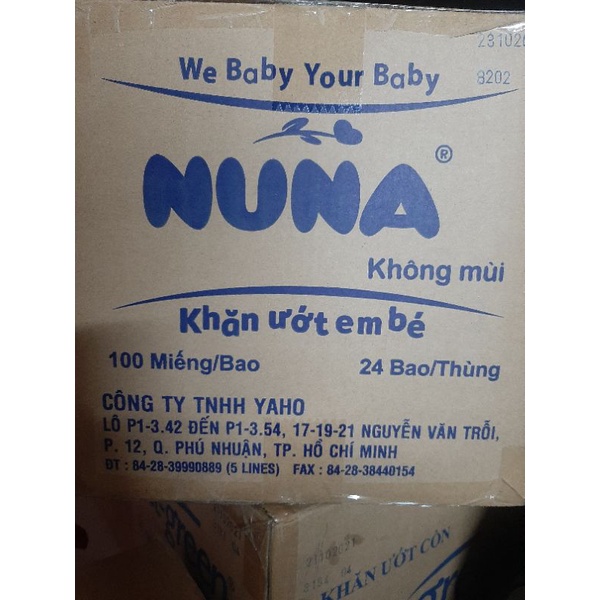 We Baby Your Baby
8202
NUNA®
Không mùi
Khăn ướt em bé
100 Miếng/Bao
24 Bao/Thùng
CÔNG TY TNHH YAHO
LÔ P1-3.42 ĐẾN P1-3.54, 17-19-21 NGUYỄN VĂN TRỖI,
P. 12, Q. PHÚ NHUẬN, TP. HỒ CHÍ MINH
ĐT : 84-28-39990889 (5 LINES) FAX : 84-28-38440154
KHĂN ƯỚT CỒN
green